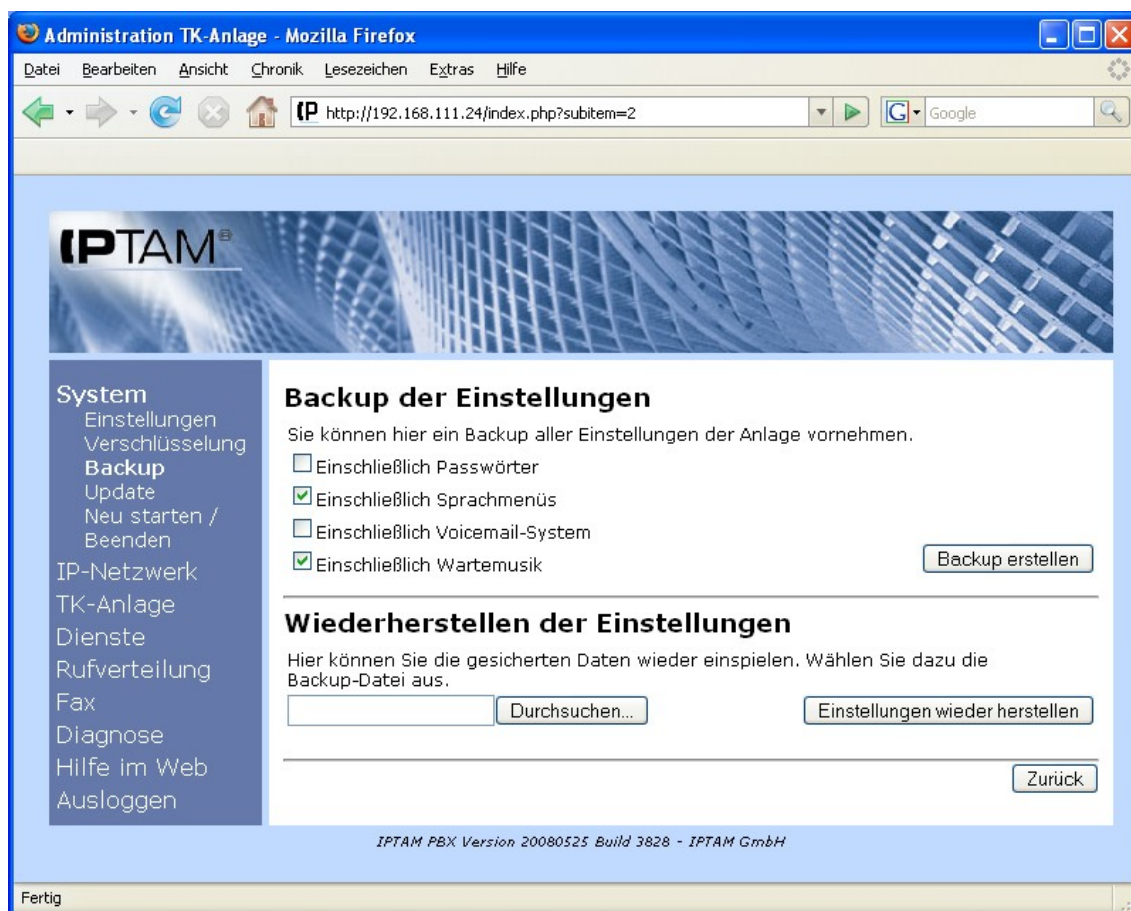 Administration TK-Anlage - Mozilla Firefox
Datei Bearbeiten Ansicht Chronik Lesezeichen Extras Hilfe
http://192.168.111.24/index.php?subitem=2
Google
IPTAM®
System
Einstellungen
Verschlüsselung
Backup
Update
Neu starten /
Beenden
IP-Netzwerk
TK-Anlage
Dienste
Rufverteilung
Fax
Diagnose
Hilfe im Web
Ausloggen
Backup der Einstellungen
Sie können hier ein Backup aller Einstellungen der Anlage vornehmen.
Einschließlich Passwörter
Einschließlich Sprachmenüs
Einschließlich Voicemail-System
Einschließlich Wartemusik
Backup erstellen
Wiederherstellen der Einstellungen
Hier können Sie die gesicherten Daten wieder einspielen. Wählen Sie dazu die
Backup-Datei aus.
Durchsuchen...
Einstellungen wieder herstellen
Zurück
IPTAM PBX Version 20080525 Build 3828 - IPTAM GmbH
Fertig